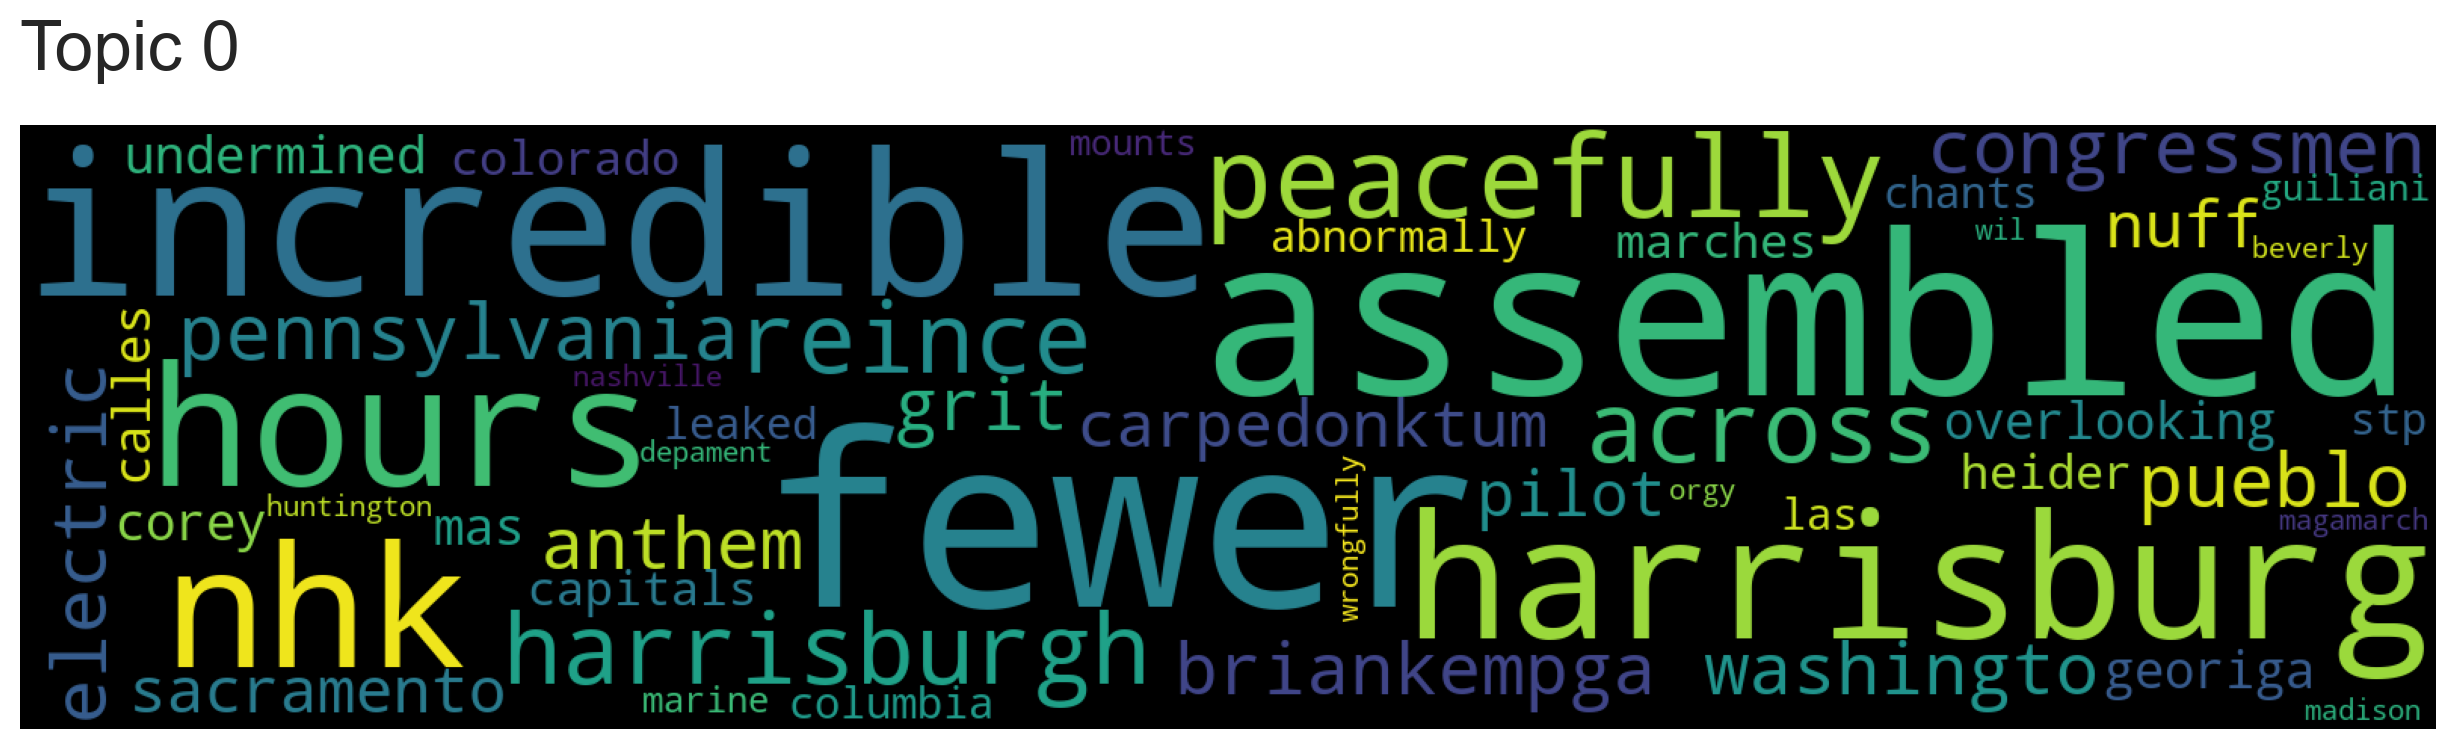 Topic 0
undermined colorado mounts peacefully congressmen
incredible chants guiliani
abnormally marches wil nuff beverly
assembled
pennsylvania reince
calles nashville
electric hours leaked grit carpedonktum across overlooking stp
depament
fewer wrongfully pilot orgy heider pueblo
corey huntington mas las magamarch
nhk anthem harrisburg
capitals
sacramento harrisburgh briankempga washingto georiga
marine columbia madison